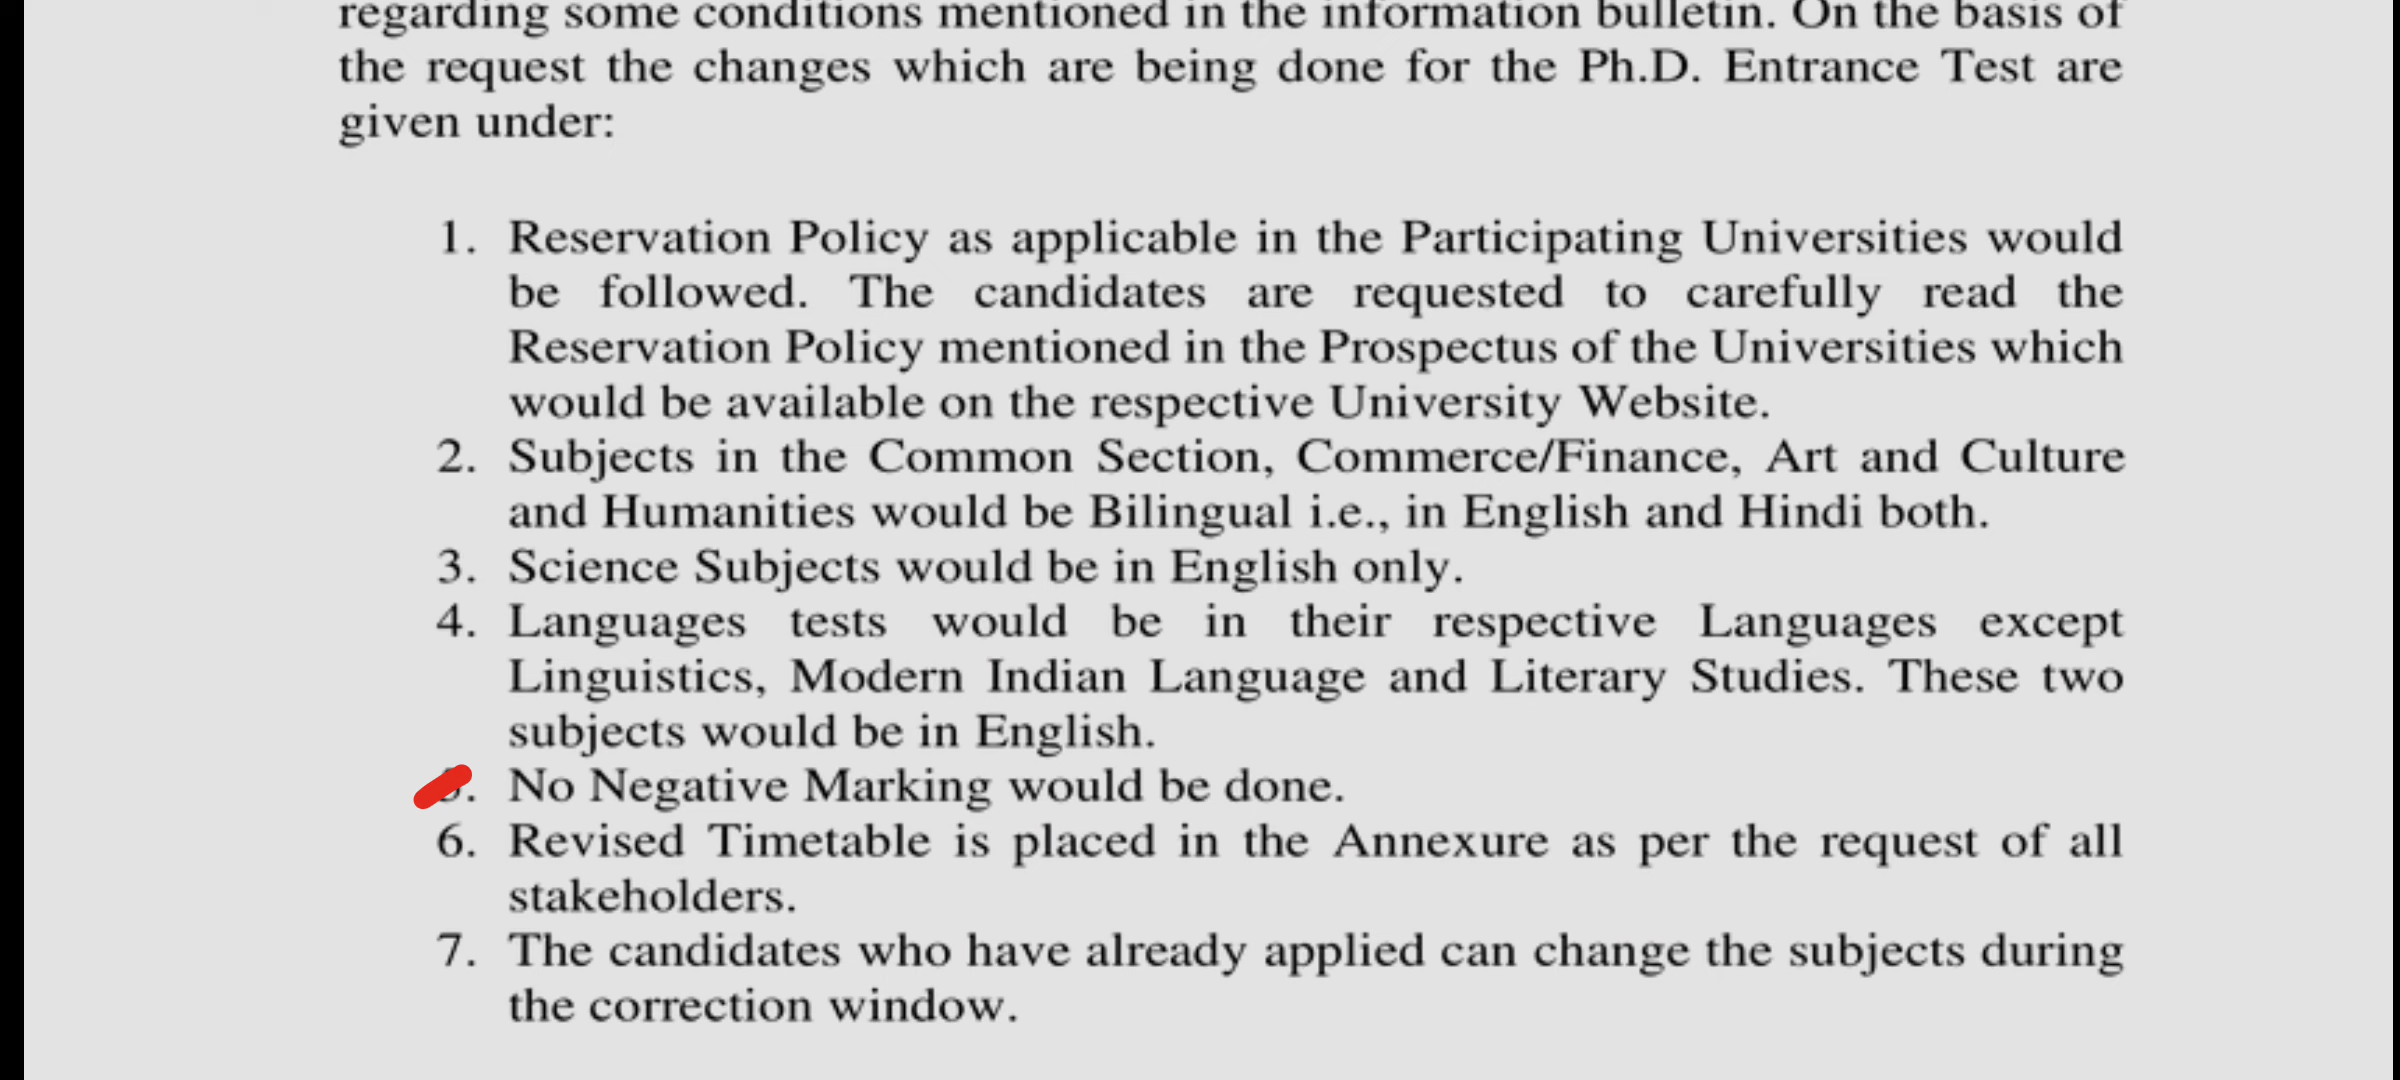 regarding some conditions mentioned in the information bulletin. On the basis of
the request the changes which are being done for the Ph.D. Entrance Test are
given under:
1. Reservation Policy as applicable in the Participating Universities would
be followed. The candidates are requested to carefully read the
Reservation Policy mentioned in the Prospectus of the Universities which
would be available on the respective University Website.
2. Subjects in the Common Section, Commerce/Finance, Art and Culture
and Humanities would be Bilingual i.e., in English and Hindi both.
3. Science Subjects would be in English only.
4. Languages tests would be in their respective Languages except
Linguistics, Modern Indian Language and Literary Studies. These two
subjects would be in English.
5. No Negative Marking would be done.
6. Revised Timetable is placed in the Annexure as per the request of all
stakeholders.
7. The candidates who have already applied can change the subjects during
the correction window.